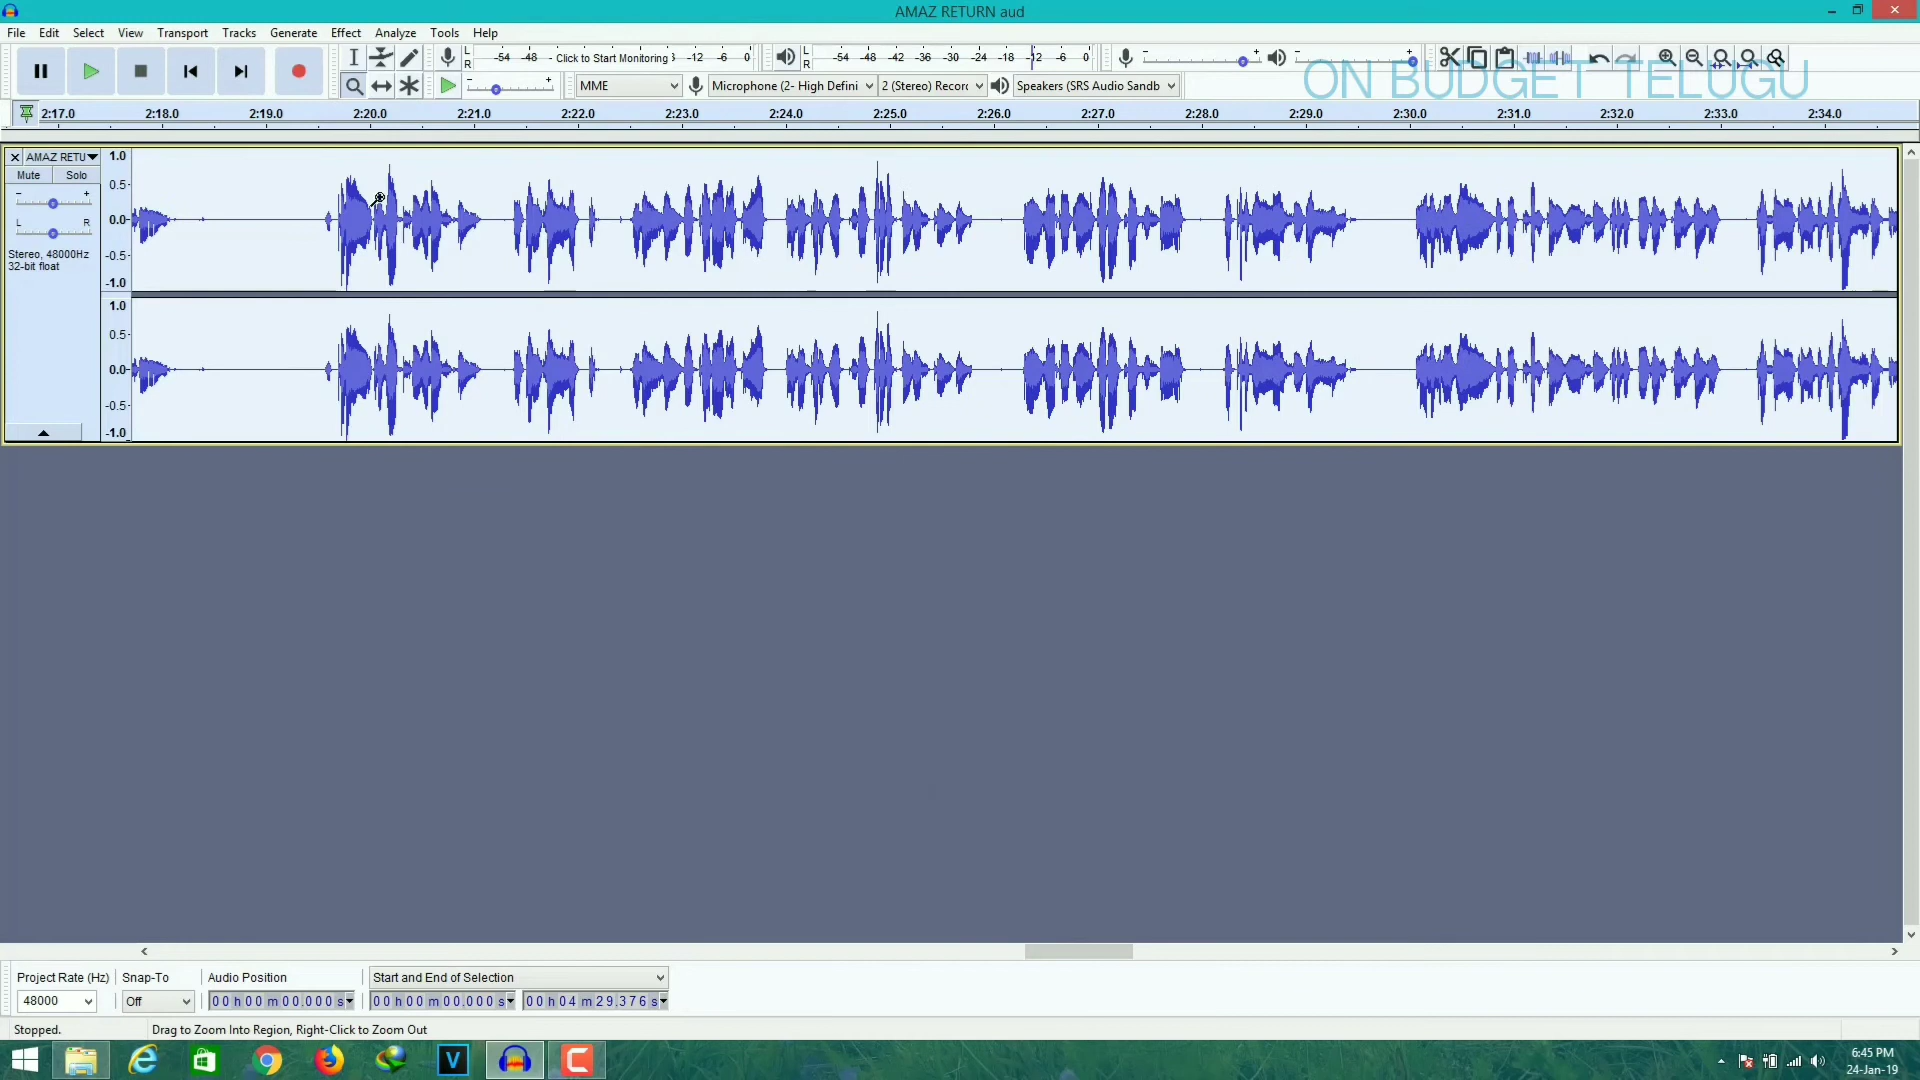 AMAZ RETURN aud
File Edit Select View Transport Tracks Generate Effect Analyze Tools Help
L R -54 -48 - Click to Start Monitoring -12 -6 0
L R -54 -48 -42 -36 -30 -24 -18 -12 -6 0
ON BUDGET TELUGU
MME Microphone (2- High Defini 2 (Stereo) Recorc Speakers (SRS Audio Sandb
2:17.0 2:18.0 2:19.0 2:20.0 2:21.0 2:22.0 2:23.0 2:24.0 2:25.0 2:26.0 2:27.0 2:28.0 2:29.0 2:30.0 2:31.0 2:32.0 2:33.0 2:34.0
AMAZ RETU
Mute Solo
- +
L R
Stereo, 48000Hz
32-bit float
1.0
0.5-
0.0-
-0.5-
-1.0
1.0
0.5-
0.0-
-0.5-
-1.0
Project Rate (Hz) Snap-To Audio Position Start and End of Selection
48000 Off 00 h 00 m 00.000 s 00 h 00 m 00.000 s 00 h 04 m 29.376 s
Stopped. Drag to Zoom Into Region, Right-Click to Zoom Out
6:45 PM
24-Jan-19